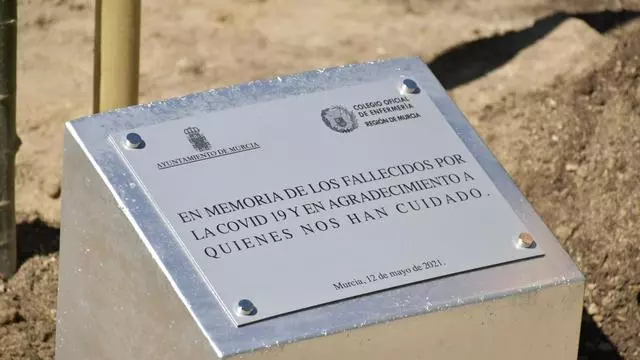 AYUNTAMIENTO DE MURCIA
COLEGIO OFICIAL
DE ENFERMERÍA
REGIÓN DE MURCIA
EN MEMORIA DE LOS FALLECIDOS POR
LA COVID 19 Y EN AGRADECIMIENTO A
QUIENES NOS HAN CUIDADO.
Murcia, 12 de mayo de 2021.